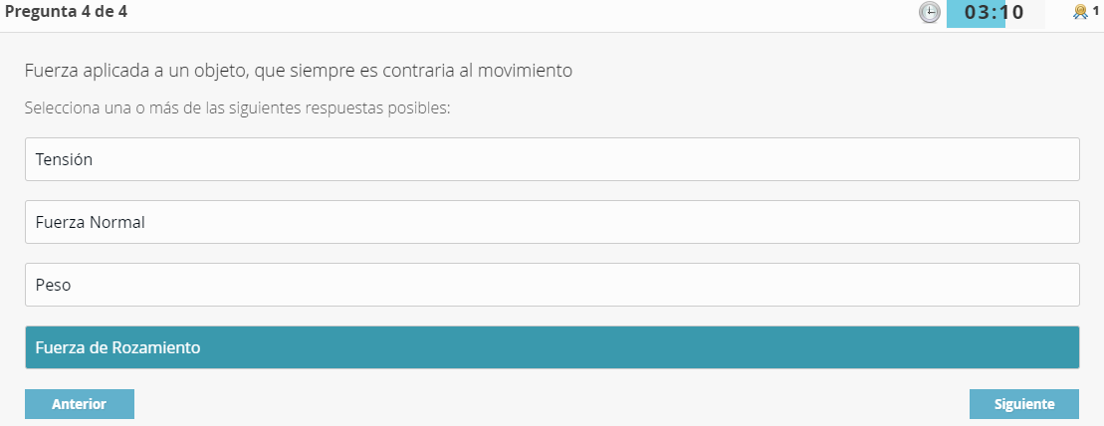 Pregunta 4 de 4
03:10
1
Fuerza aplicada a un objeto, que siempre es contraria al movimiento
Selecciona una o más de las siguientes respuestas posibles:
Tensión
Fuerza Normal
Peso
Fuerza de Rozamiento
Anterior
Siguiente